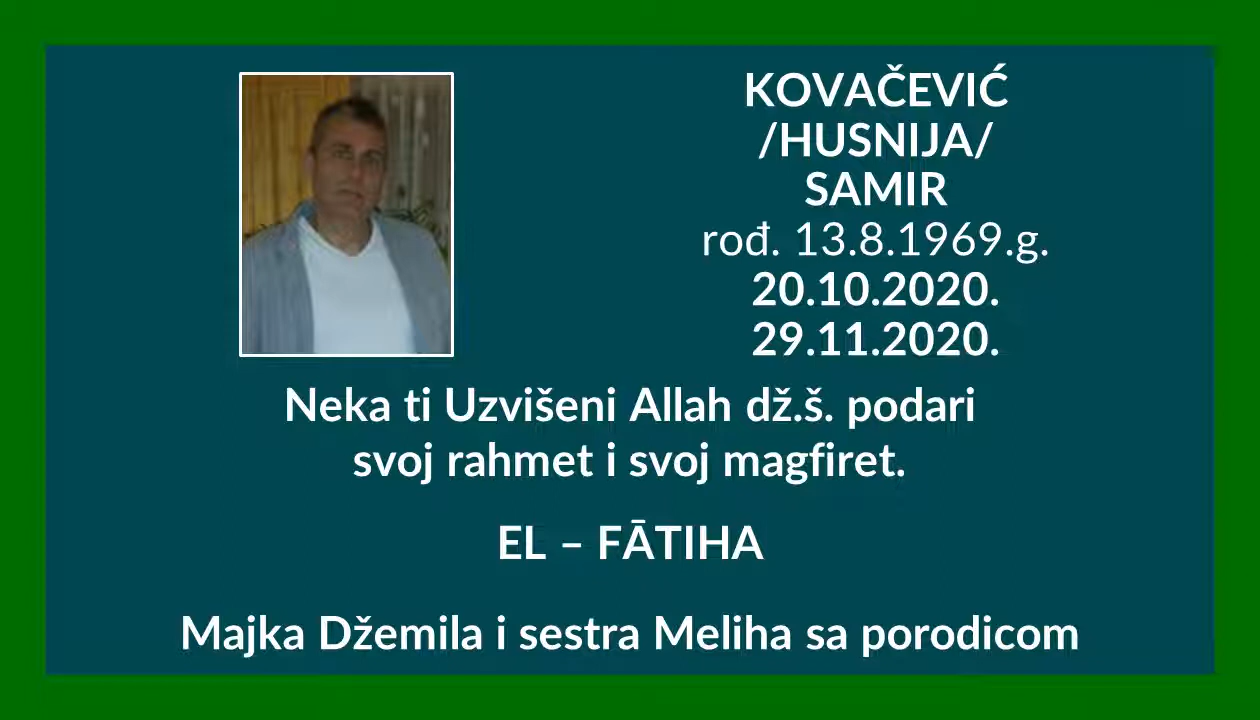 KOVAČEVIĆ
/HUSNIJA/
SAMIR
rođ. 13.8.1969.g.
20.10.2020.
29.11.2020.
Neka ti Uzvišeni Allah dž.š. podari
svoj rahmet i svoj magfiret.
EL – FĀTIHA
Majka Džemila i sestra Meliha sa porodicom